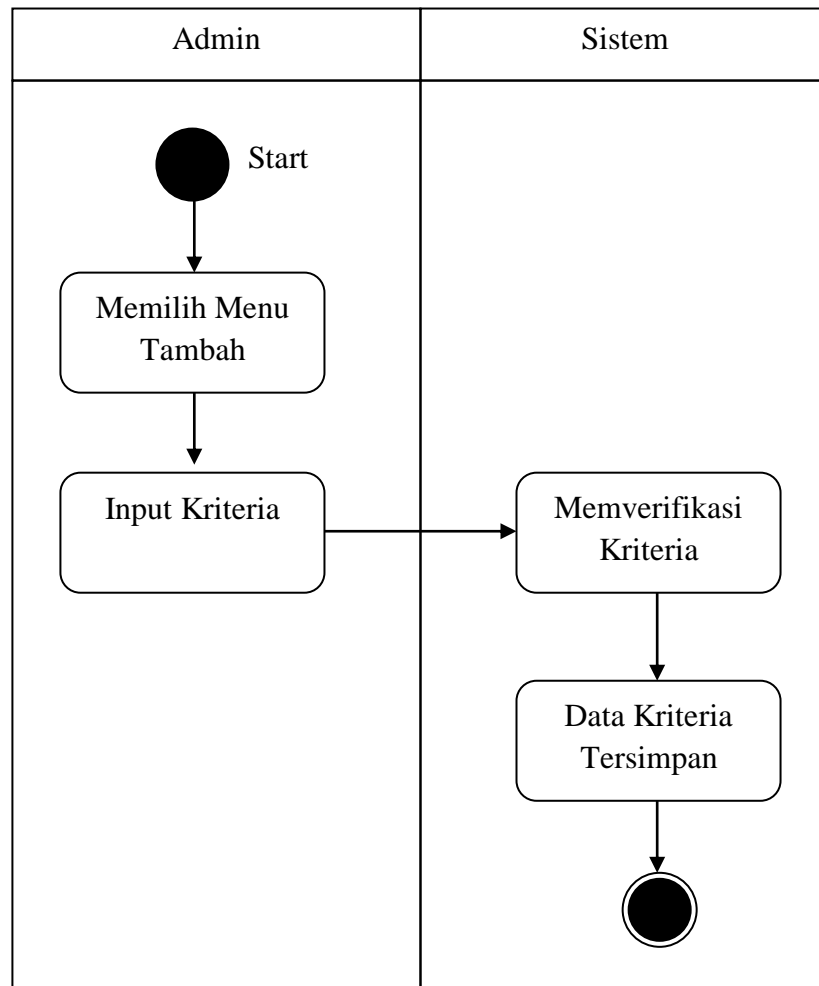 Admin
Sistem
Start
Memilih Menu
Tambah
Input Kriteria
Memverifikasi
Kriteria
Data Kriteria
Tersimpan